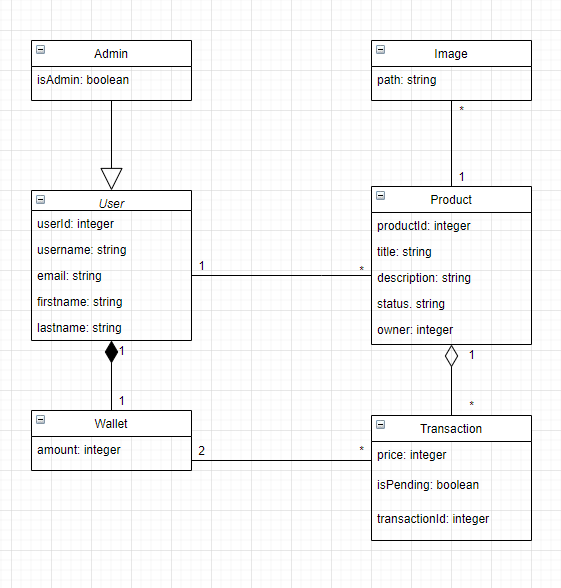 Admin
isAdmin: boolean
Image
path: string
*
1
User
userId: integer
username: string
email: string
firstname: string
lastname: string
1
*
Product
productId: integer
title: string
description: string
status. string
owner: integer
1
1
1
*
Wallet
amount: integer
2
*
Transaction
price: integer
isPending: boolean
transactionId: integer